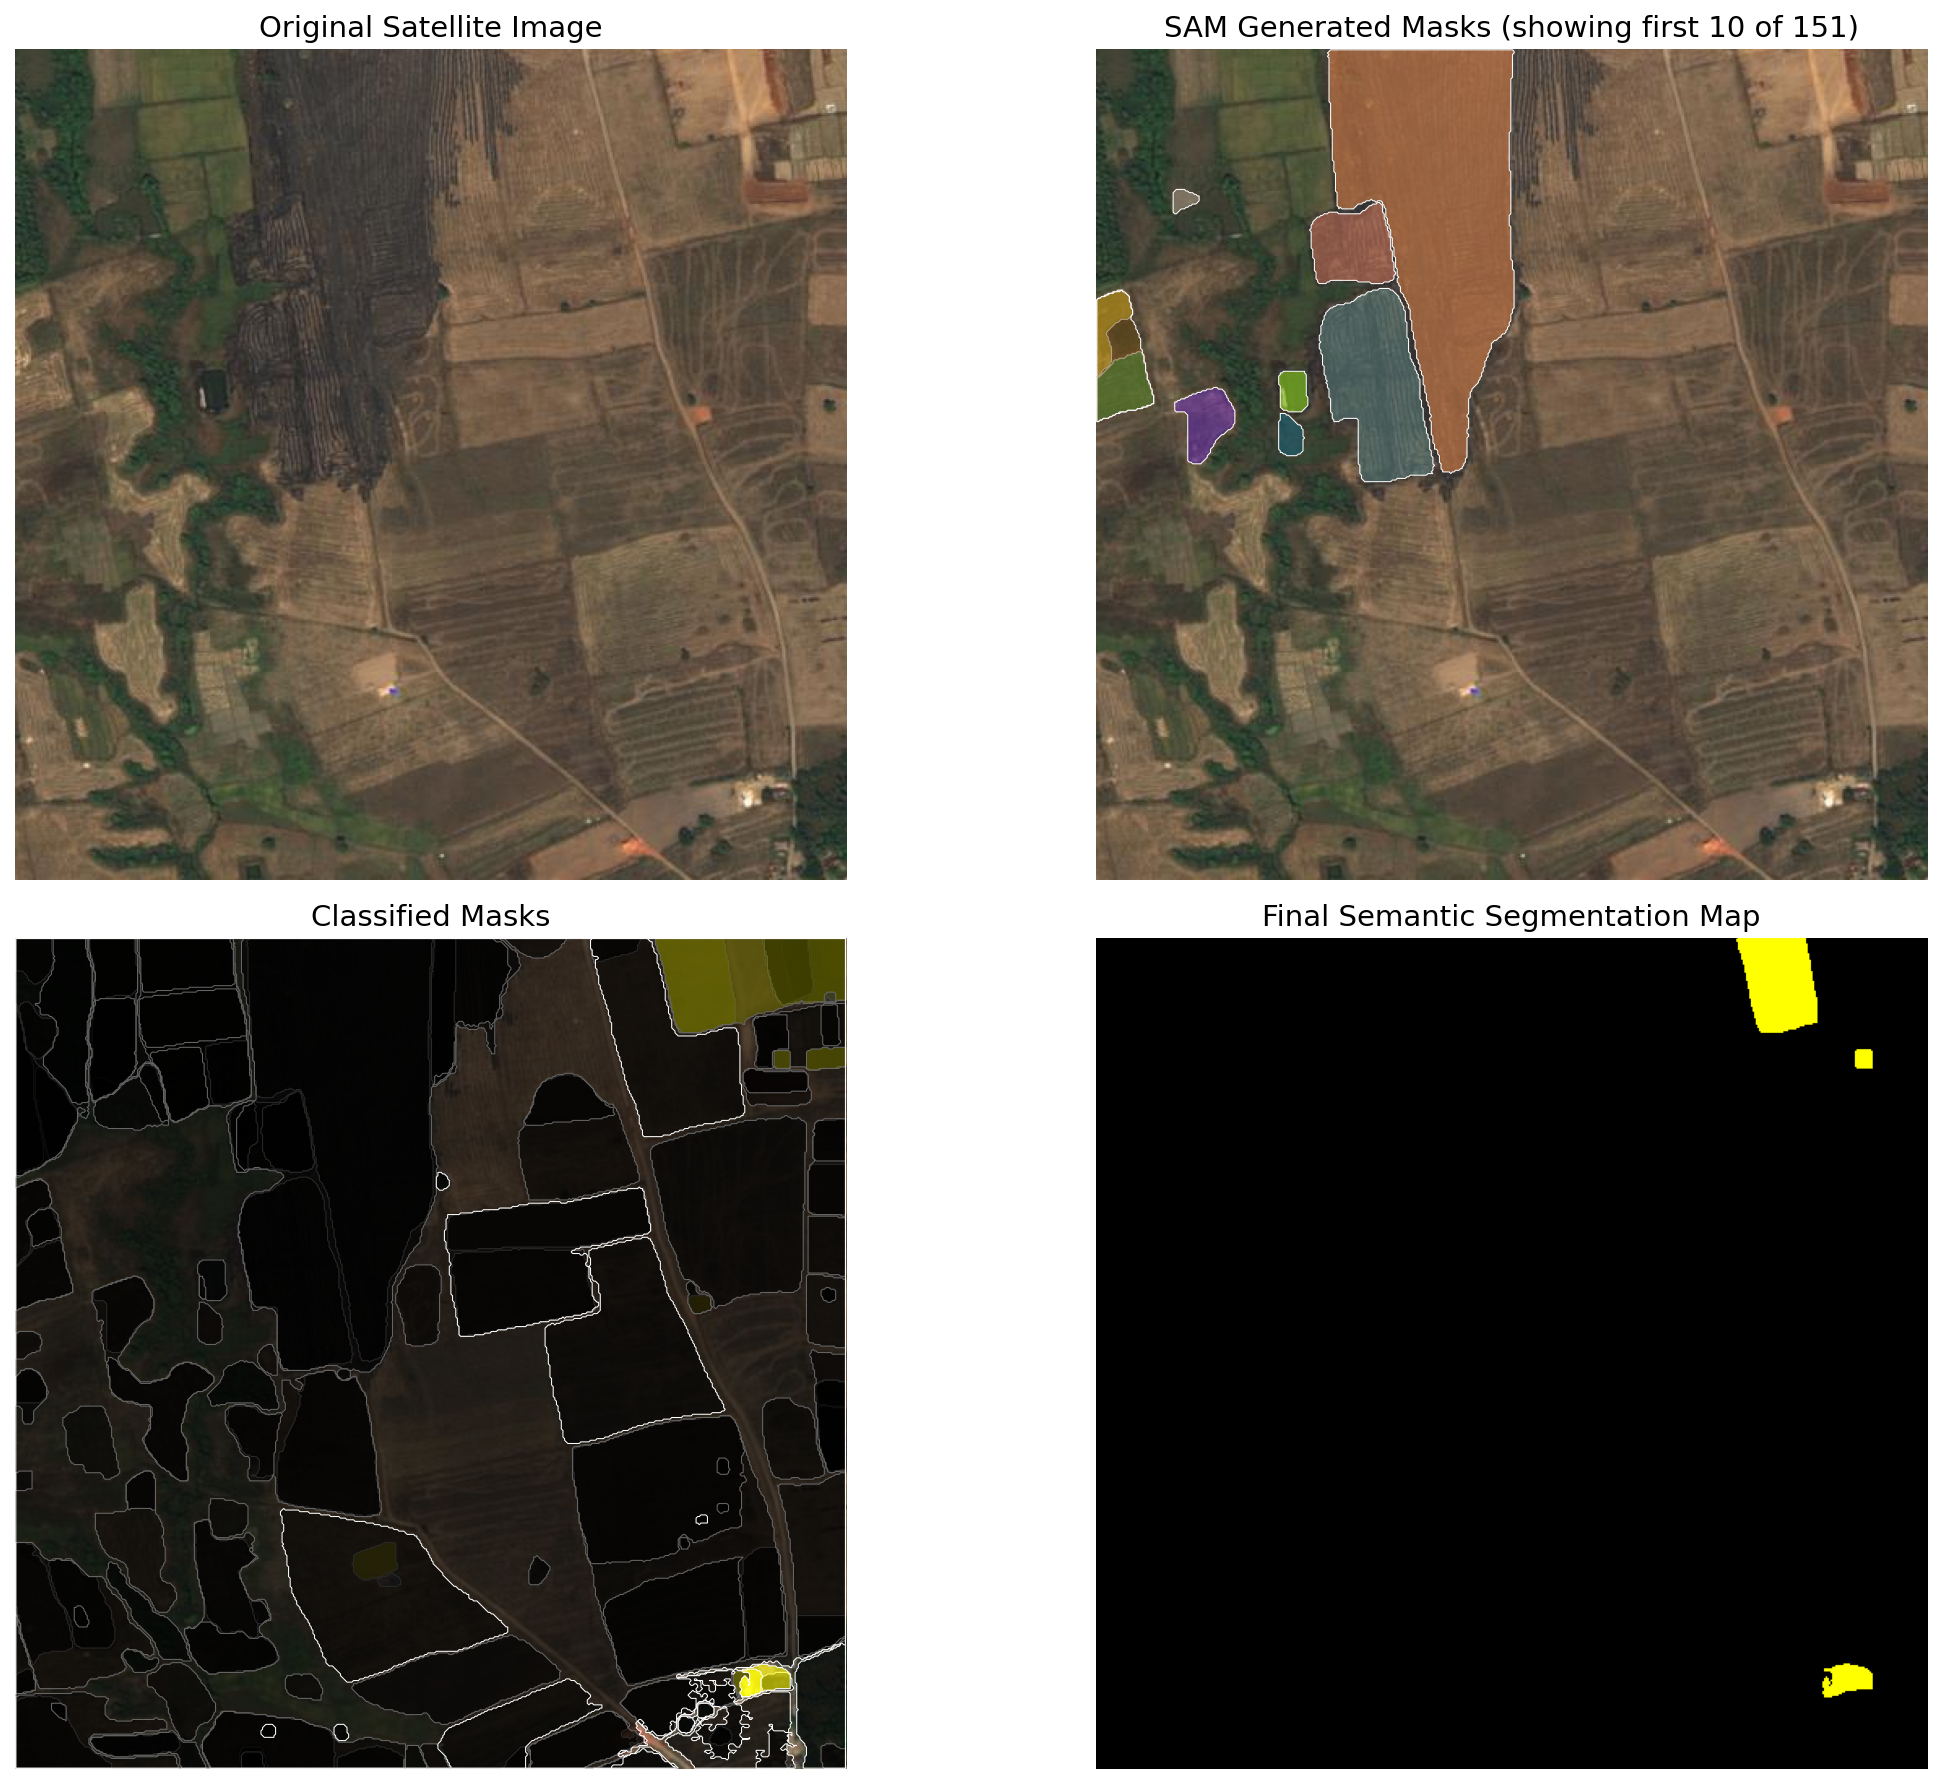 Original Satellite Image
SAM Generated Masks (showing first 10 of 151)
Classified Masks
Final Semantic Segmentation Map